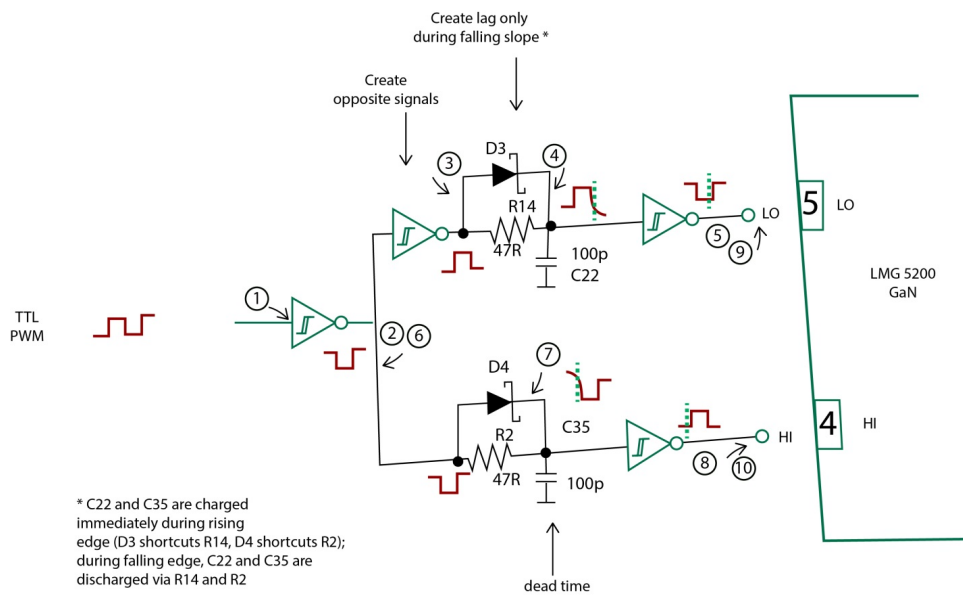 Create lag only
during falling slope *
Create
opposite signals
D3
3
4
R14
47R
100p
C22
5
9
LO
5
LO
LMG 5200
GaN
TTL
PWM
1
2
6
D4
7
C35
R2
47R
100p
8
10
HI
4
HI
* C22 and C35 are charged
immediately during rising
edge (D3 shortcuts R14, D4 shortcuts R2);
during falling edge, C22 and C35 are
discharged via R14 and R2
dead time